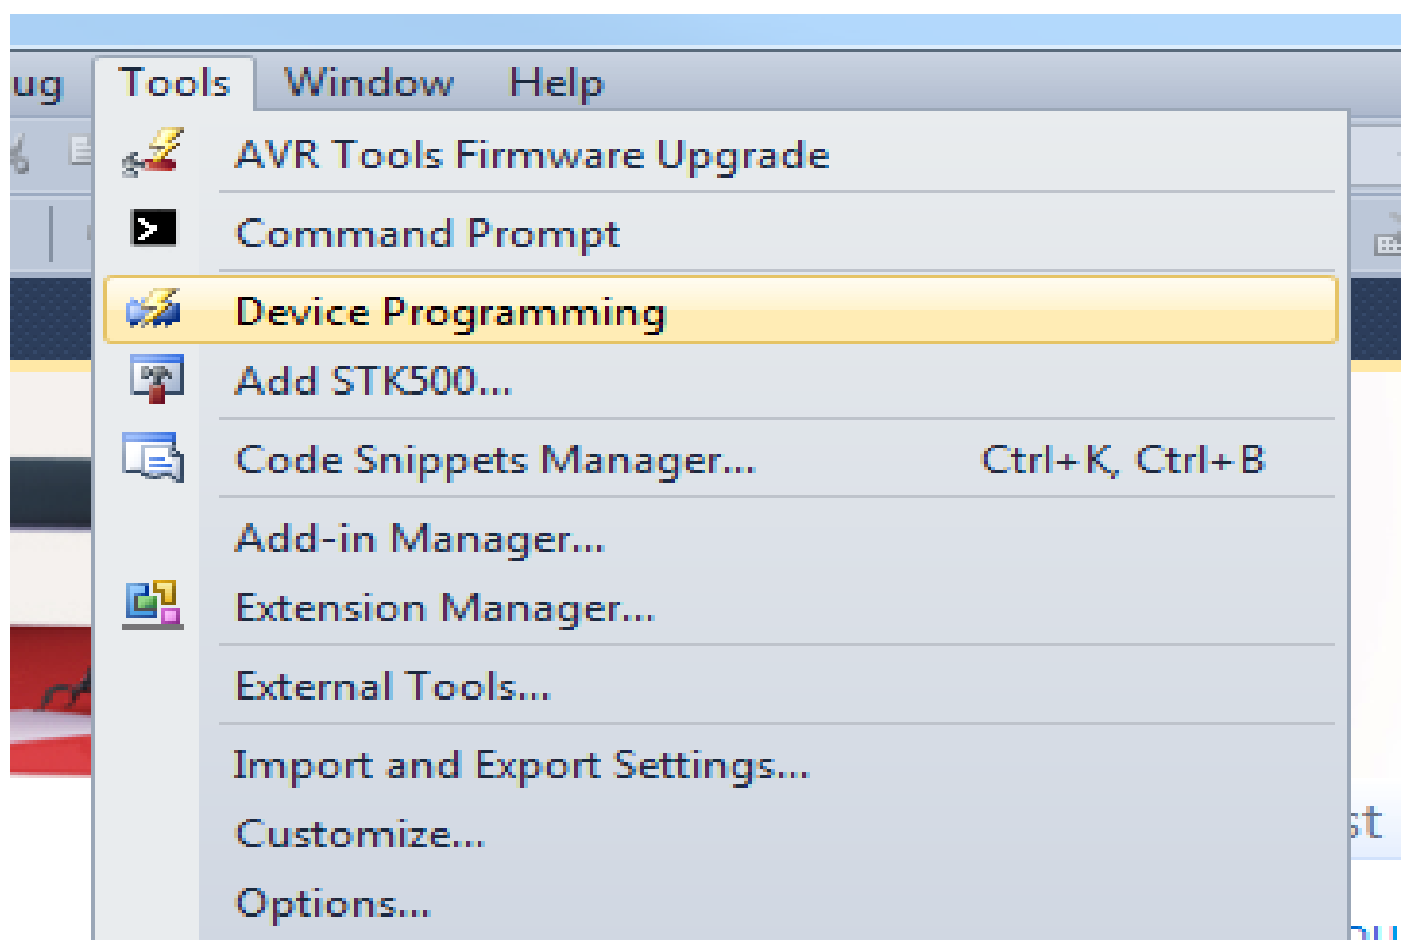 ug Tools Window Help
AVR Tools Firmware Upgrade
Command Prompt
Device Programming
Add STK500...
Code Snippets Manager... Ctrl+K, Ctrl+B
Add-in Manager...
Extension Manager...
External Tools...
Import and Export Settings...
Customize...
st
Options...